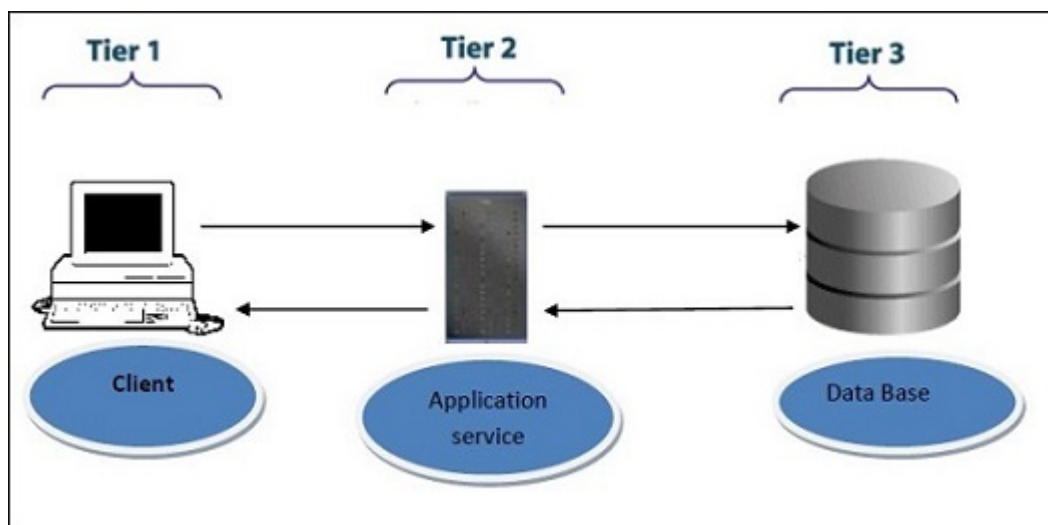 Tier 1
Tier 2
Tier 3
Client
Application
service
Data Base